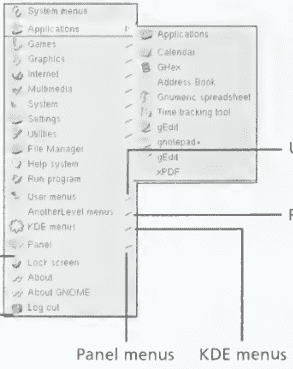 System menus
Applications
Games
Graphics
Internet
Multimedia
System
Settings
Utilities
File Manager
Help system
Run program
User menus
AnotherLevel menus
KDE menus
Panel
Lock screen
About
About GNOME
Log out
Applications
Calendar
GHex
Address Book
Gnumeric spreadsheet
Time tracking tool
gEdit
gnotepad+
gEdit
xPDF
U
P
Panel menus
KDE menus